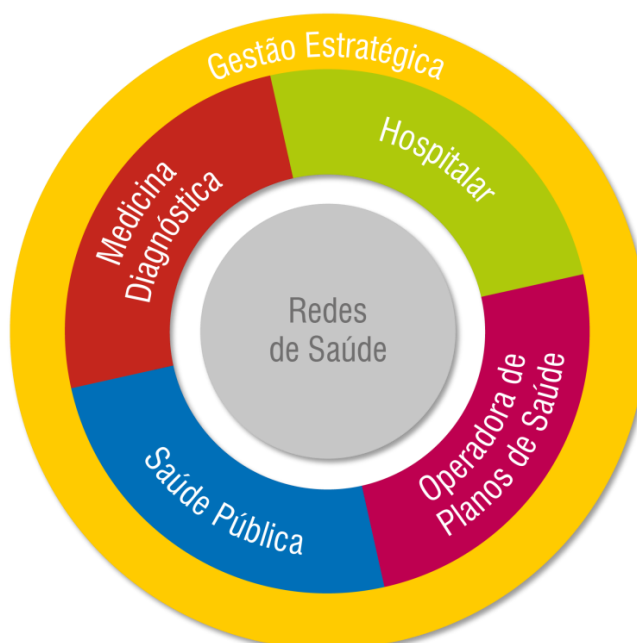 Gestão Estratégica
Hospitalar
Medicina
Diagnóstica
Redes
de Saúde
Operadora de
Planos de Saúde
Saúde Pública